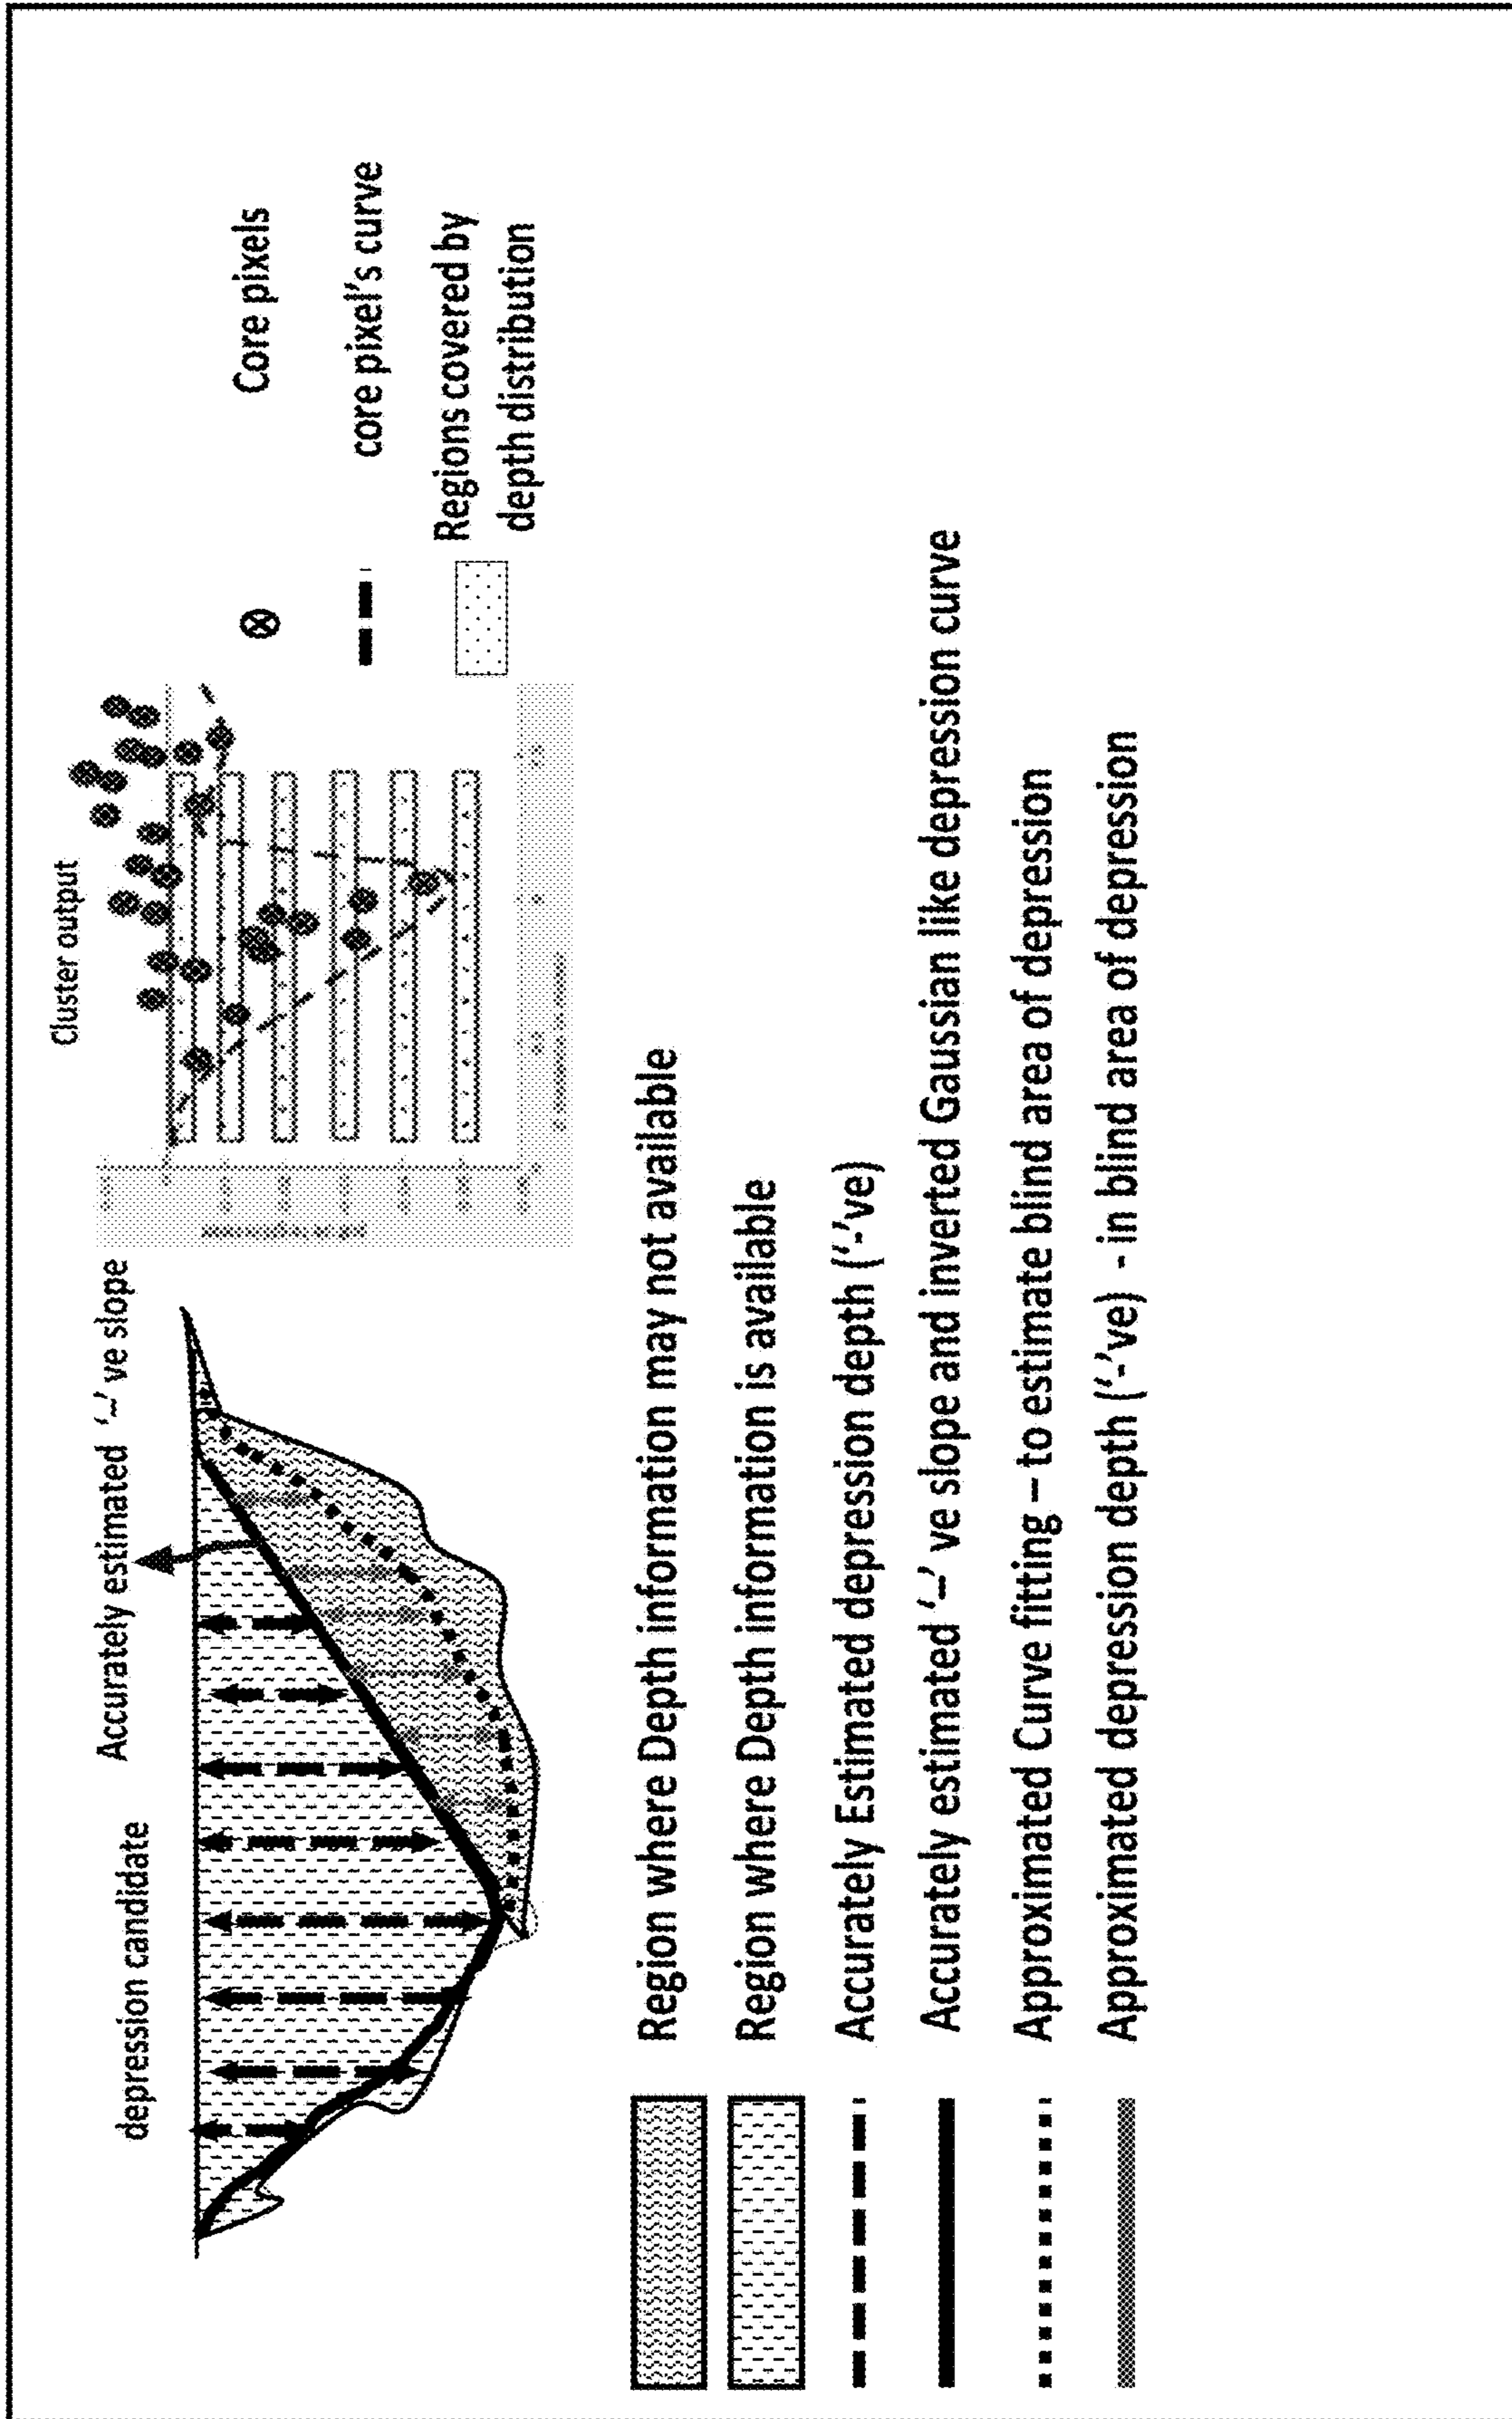 depression candidate
Accurately estimated '–' ve slope
Cluster output
Core pixels
core pixel's curve
Regions covered by
depth distribution
Region where Depth information may not available
Region where Depth information is available
Accurately Estimated depression depth ('-'ve)
Accurately estimated '–' ve slope and inverted Gaussian like depression curve
Approximated Curve fitting – to estimate blind area of depression
Approximated depression depth ('-'ve) - in blind area of depression